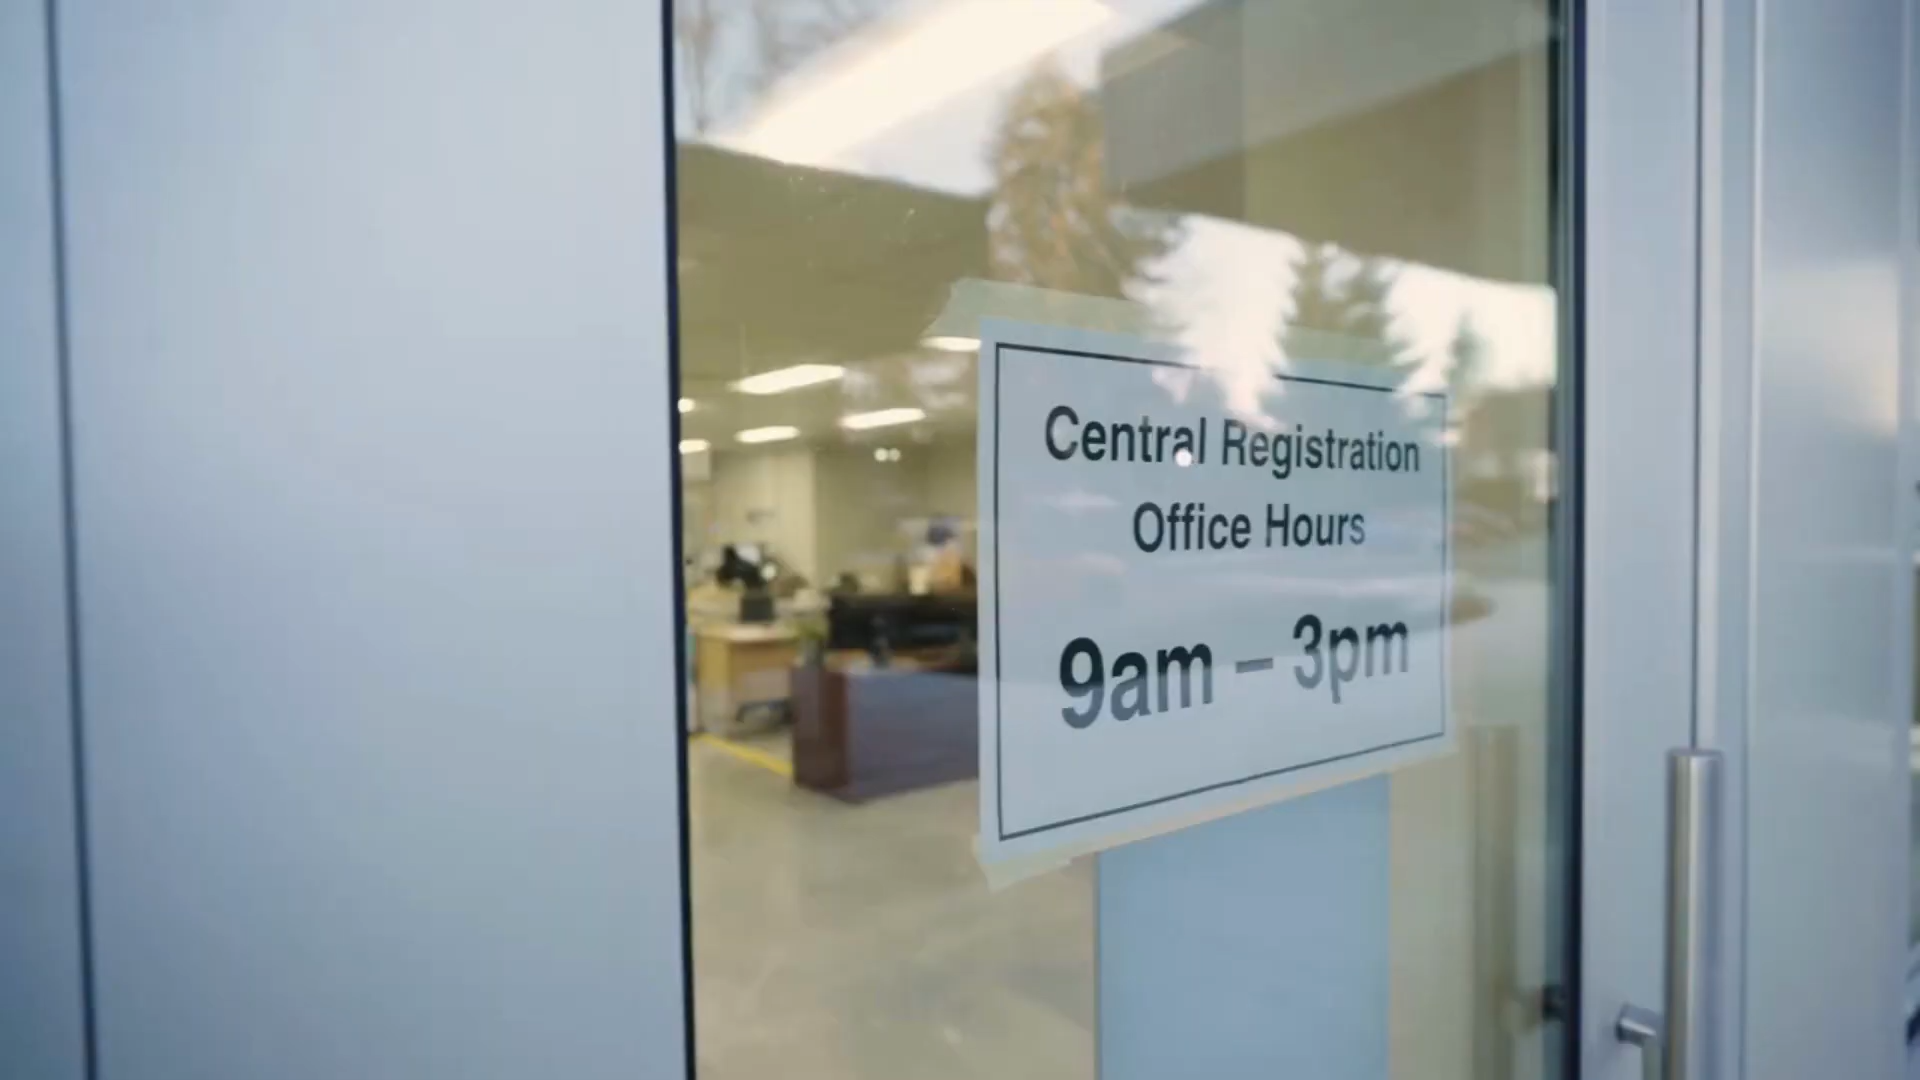 Central Registration
Office Hours
9am – 3pm